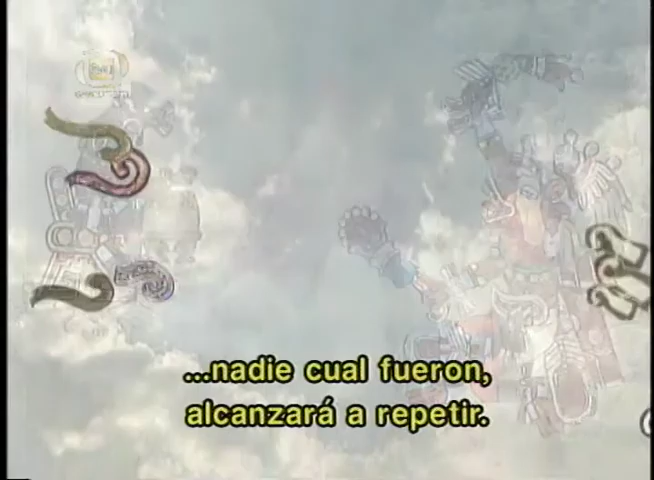 ...nadie cual fueron,
alcanzará a repetir.